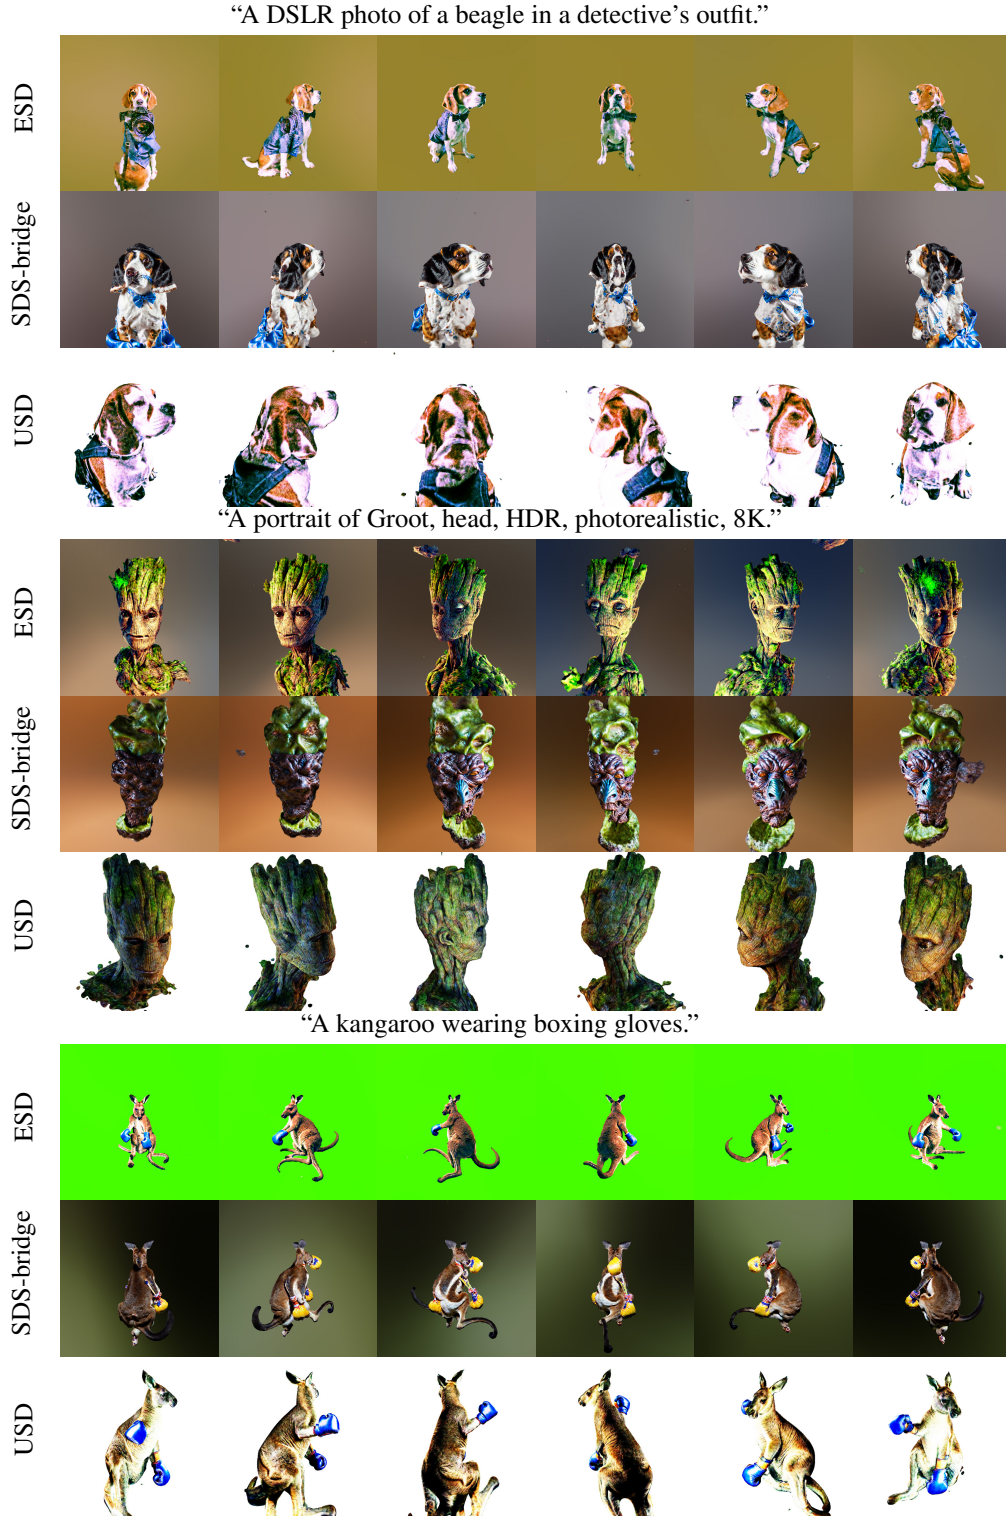 “A DSLR photo of a beagle in a detective’s outfit.”
ESD
SDS-bridge
USD
“A portrait of Groot, head, HDR, photorealistic, 8K.”
ESD
SDS-bridge
USD
“A kangaroo wearing boxing gloves.”
ESD
SDS-bridge
USD